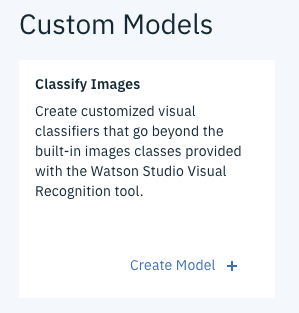 Custom Models
Classify Images
Create customized visual
classifiers that go beyond the
built-in images classes provided
with the Watson Studio Visual
Recognition tool.
Create Model +